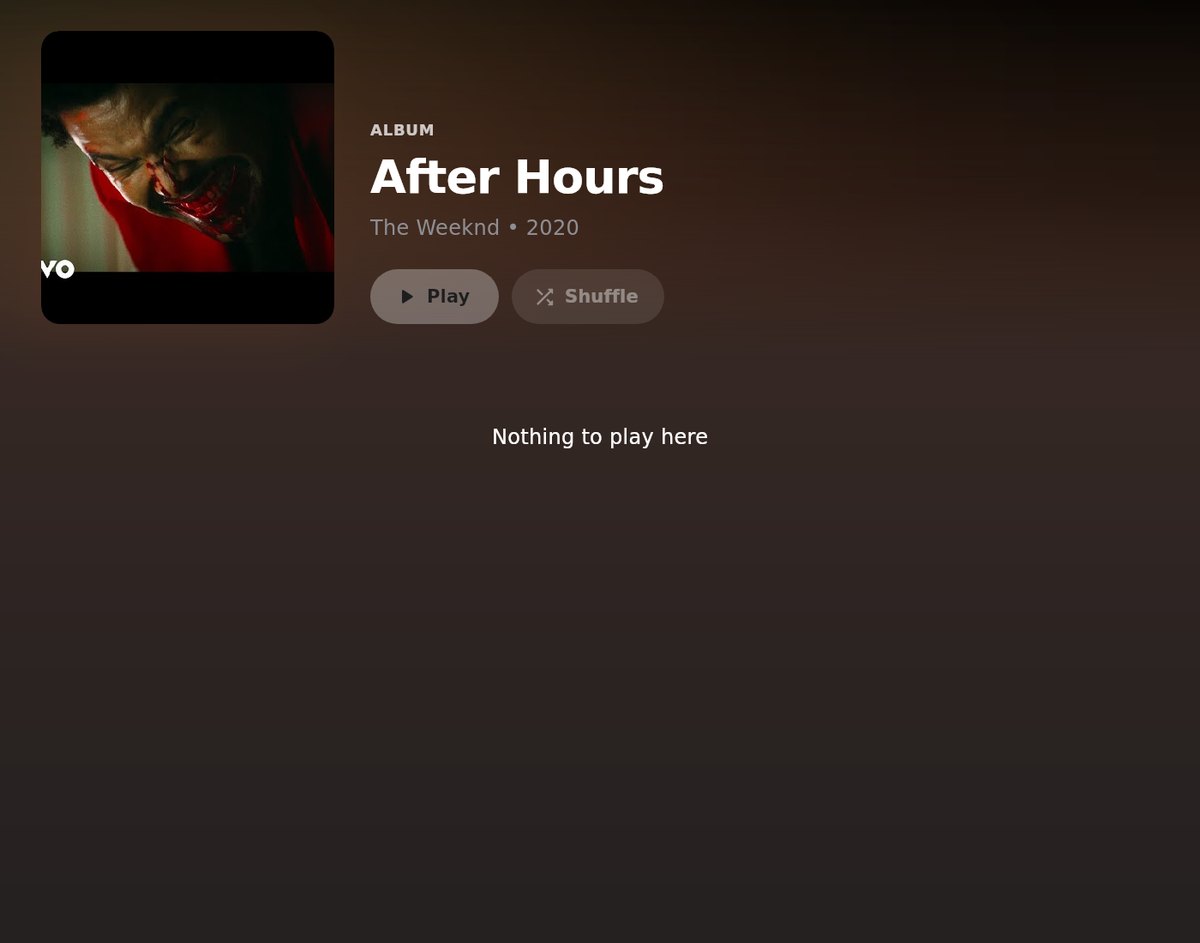 ALBUM
After Hours
The Weeknd • 2020
Play
Shuffle
vo
Nothing to play here